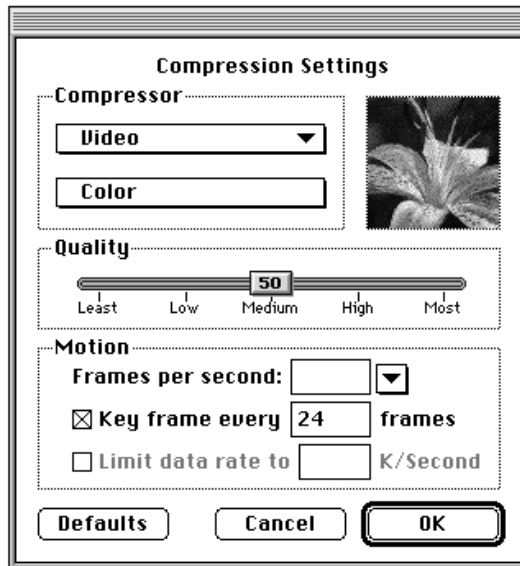 Compression Settings
Compressor
Video
Color
Quality
50
Least Low Medium High Most
Motion
Frames per second:
Key frame every 24 frames
Limit data rate to K/Second
Defaults Cancel OK